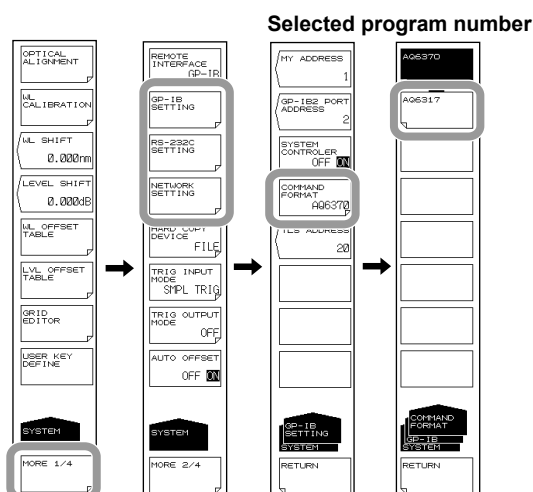 Selected program number
OPTICAL
ALIGNMENT
WL
CALIBRATION
WL SHIFT
0.000nm
LEVEL SHIFT
0.000dB
WL OFFSET
TABLE
LVL OFFSET
TABLE
GRID
EDITOR
USER KEY
DEFINE
SYSTEM
MORE 1/4
REMOTE
INTERFACE
GP-IB
GP-IB
SETTING
RS-232C
SETTING
NETWORK
SETTING
HARD COPY
DEVICE
FILE
TRIG INPUT
MODE
SMPL TRIG
TRIG OUTPUT
MODE
OFF
AUTO OFFSET
OFF ON
SYSTEM
MORE 2/4
MY ADDRESS
1
GP-IB2 PORT
ADDRESS
2
SYSTEM
CONTROLER
OFF ON
COMMAND
FORMAT
AQ6370
TLS ADDRESS
20
GP-IB
SETTING
SYSTEM
RETURN
AQ6370
AQ6317
COMMAND
FORMAT
GP-IB
SYSTEM
RETURN